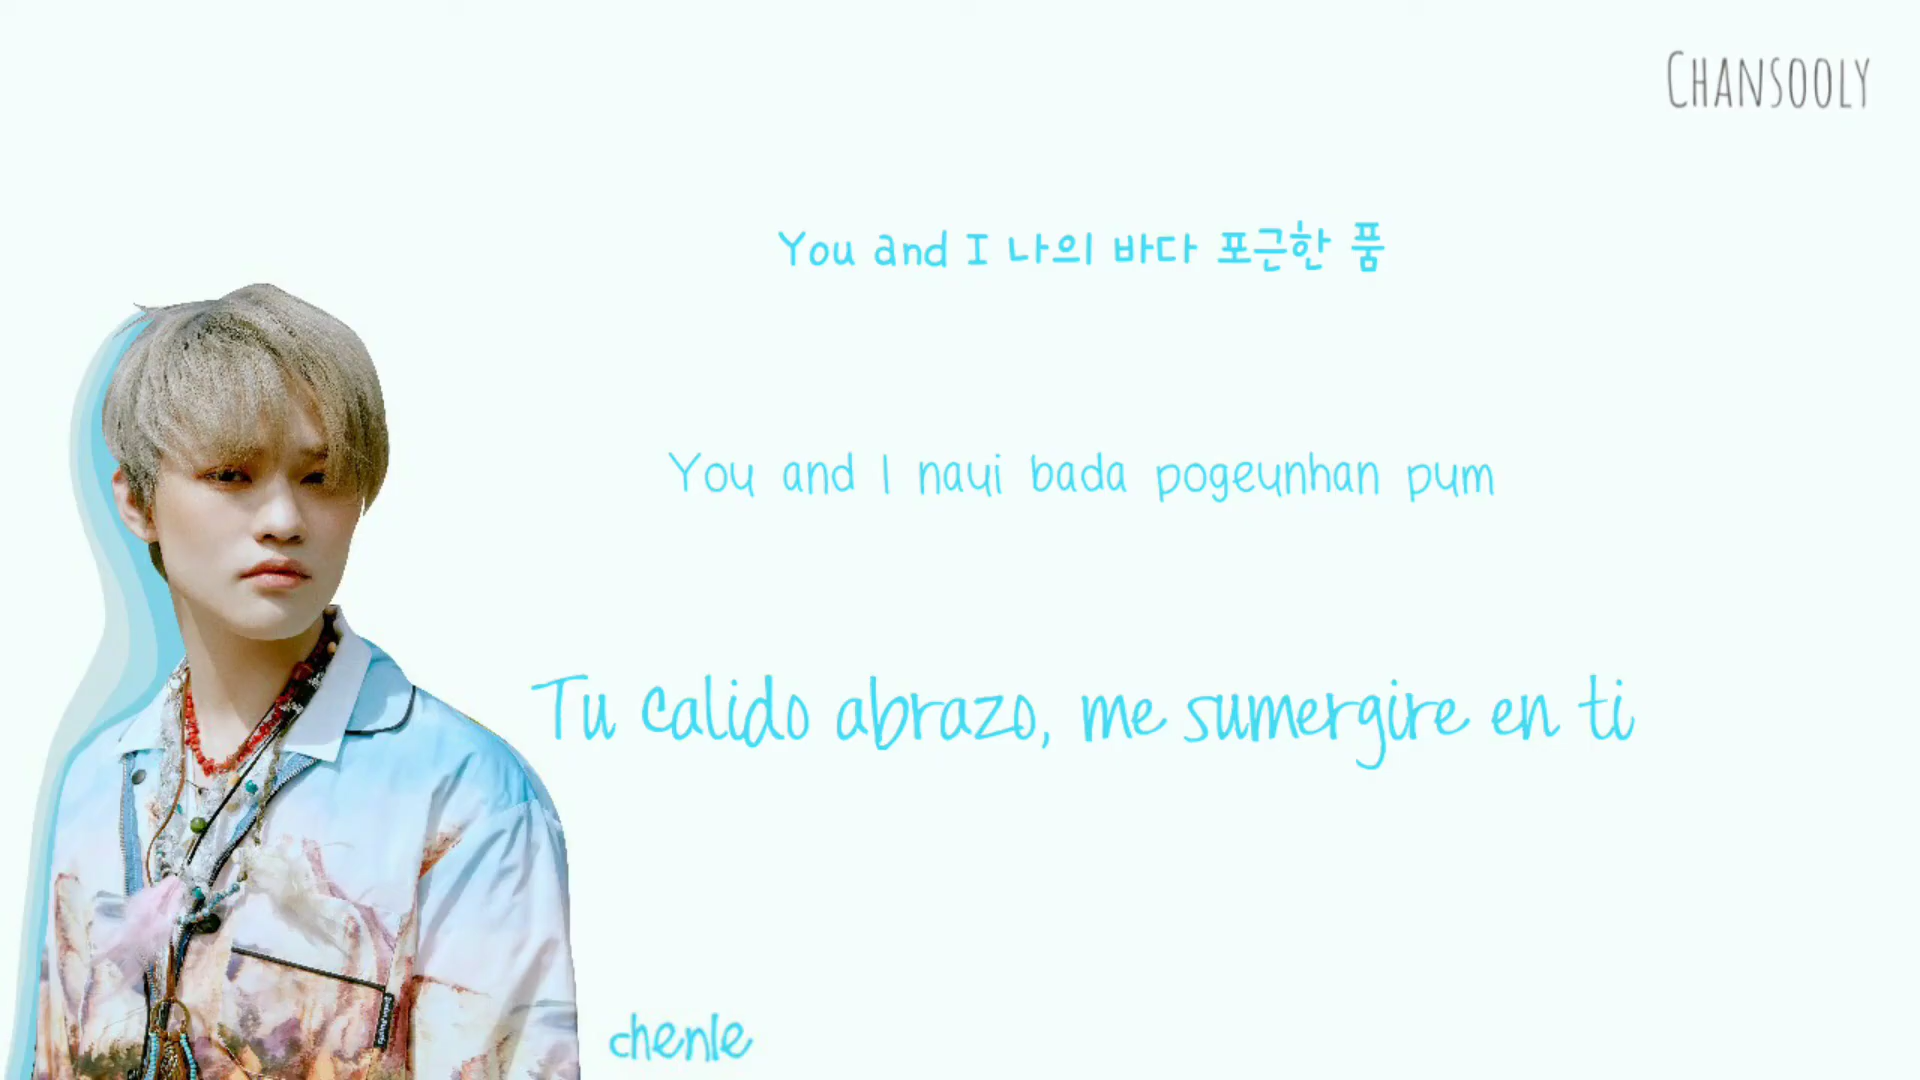 CHANSOOLY
You and I 나의 바다 포근한 품
You and I naui bada pogeunhan pum
Tu calido abrazo, me sumergire en ti
chenle